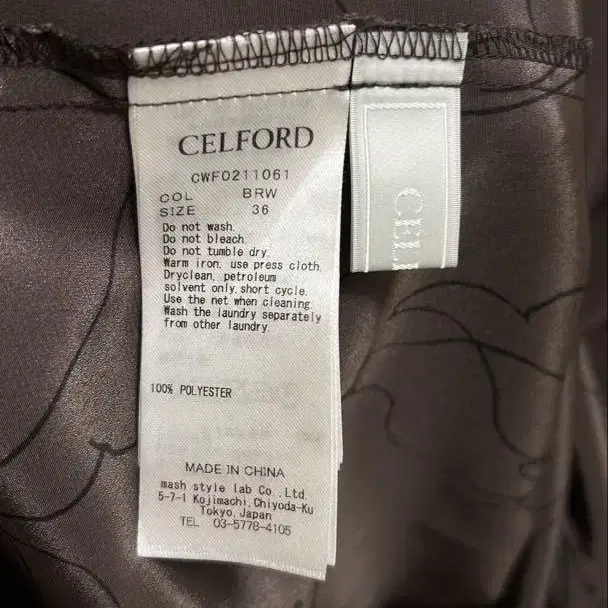 CELFORD
CWFO211061
COL BRW
SIZE 36
Do not wash.
Do not bleach
Do not tumble dry.
Warm iron. use press cloth.
Dryclean, petroleum
solvent only.short cycle.
Use the net when cleaning.
Wash the laundry separately
from other laundry.
100% POLYESTER
MADE IN CHINA
mash style lab Co.,Ltd.
5-7-1 Kojimachi,Chiyoda-Ku
Tokyo,Japan
TEL 03-5778-4105
CEL